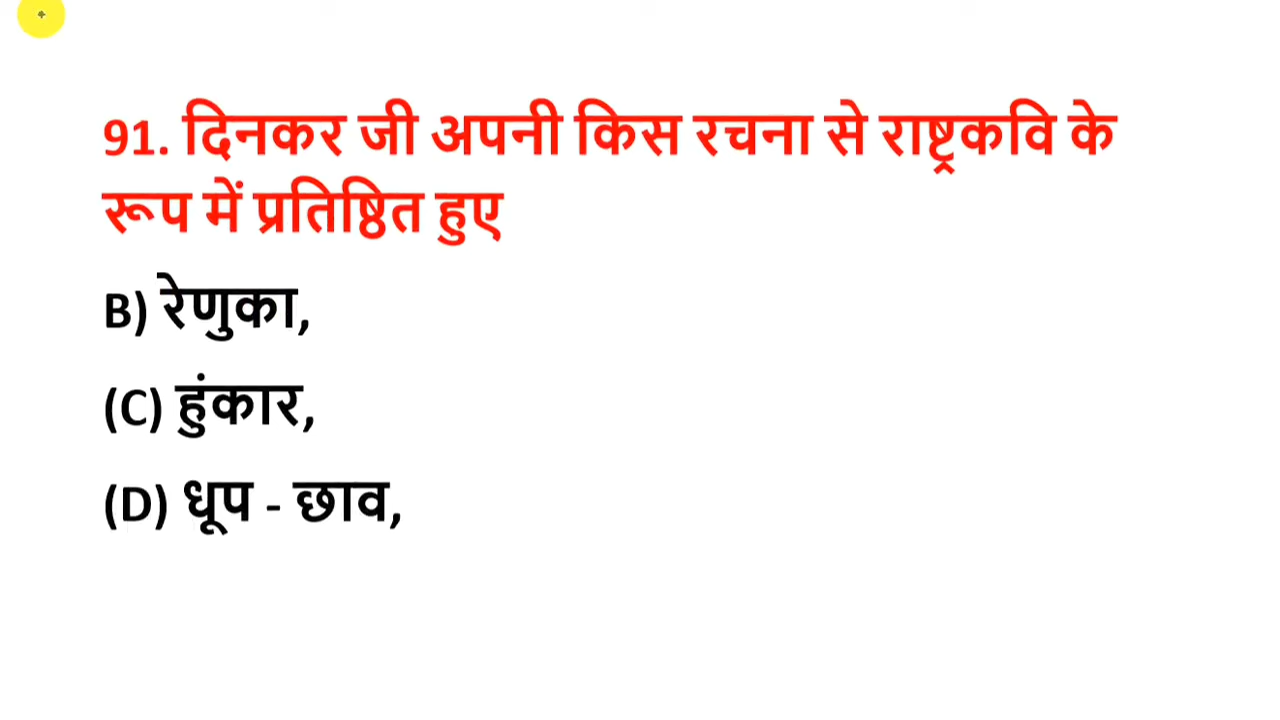 91. दिनकर जी अपनी किस रचना से राष्ट्रकवि के
रूप में प्रतिष्ठित हुए
B) रेणुका,
(C) हुंकार,
(D) धूप - छाव,